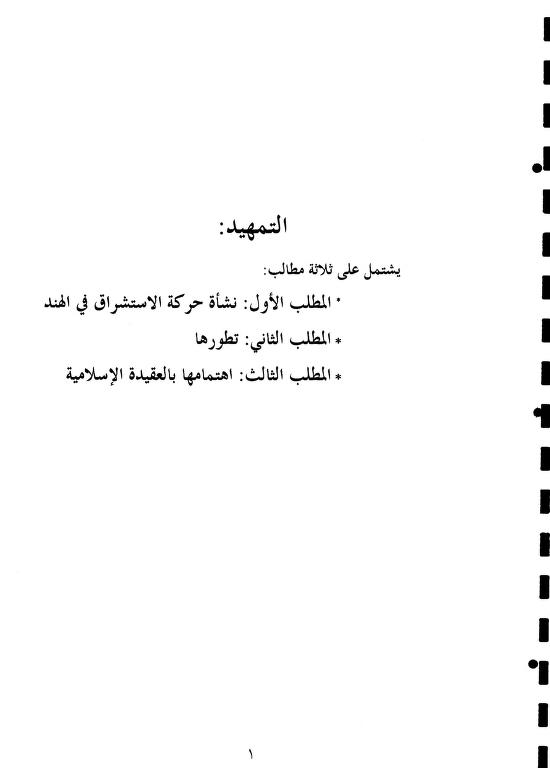 التمهيد:
يشتمل على ثلاثة مطالب:
* المطلب الأول: نشأة حركة الاستشراق في الهند
* المطلب الثاني: تطورها
* المطلب الثالث: اهتمامها بالعقيدة الإسلامية
١